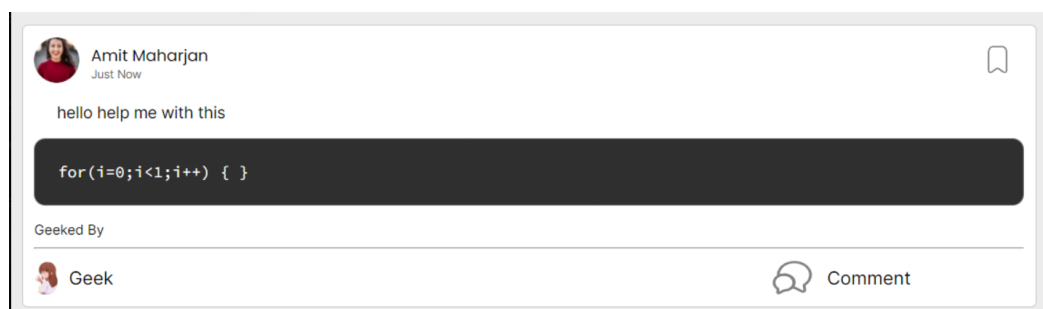 Amit Maharjan
Just Now
hello help me with this
for(i=0;i<1;i++) { }
Geeked By
Geek
Comment